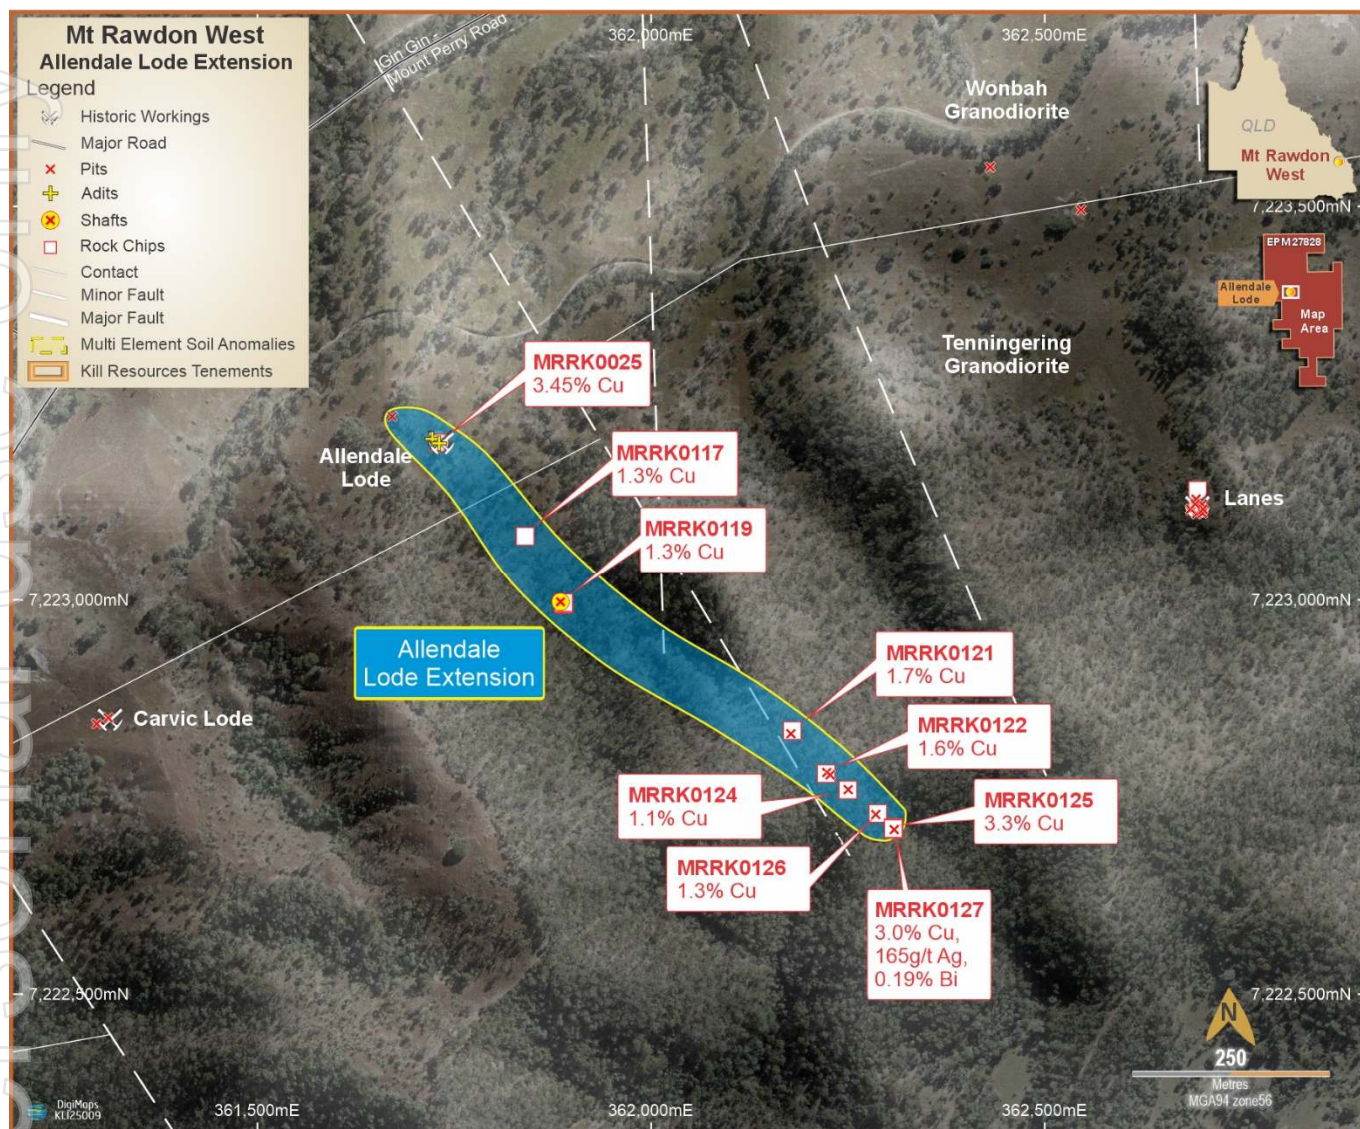 Mt Rawdon West
Allendale Lode Extension
Legend
Historic Workings
Major Road
Pits
Adits
Shafts
Rock Chips
Contact
Minor Fault
Major Fault
Multi Element Soil Anomalies
Kill Resources Tenements
Gin Gin -
Mount Perry Road
362,000mE
362,500mE
Wonbah
Granodiorite
QLD
Mt Rawdon
West
7,223,500mN
EPM27828
Allendale
Lode
Map
Area
Tenningering
Granodiorite
MRRK0025
3.45% Cu
Allendale
Lode
MRRK0117
1.3% Cu
Lanes
MRRK0119
1.3% Cu
7,223,000mN
7,223,000mN
Allendale
Lode Extension
MRRK0121
1.7% Cu
Carvic Lode
MRRK0122
1.6% Cu
MRRK0124
1.1% Cu
MRRK0125
3.3% Cu
MRRK0126
1.3% Cu
MRRK0127
3.0% Cu,
165g/t Ag,
0.19% Bi
7,222,500mN
7,222,500mN
N
250
Metres
MGA94 zone56
DigiMaps
KLI25009
361,500mE
362,000mE
362,500mE